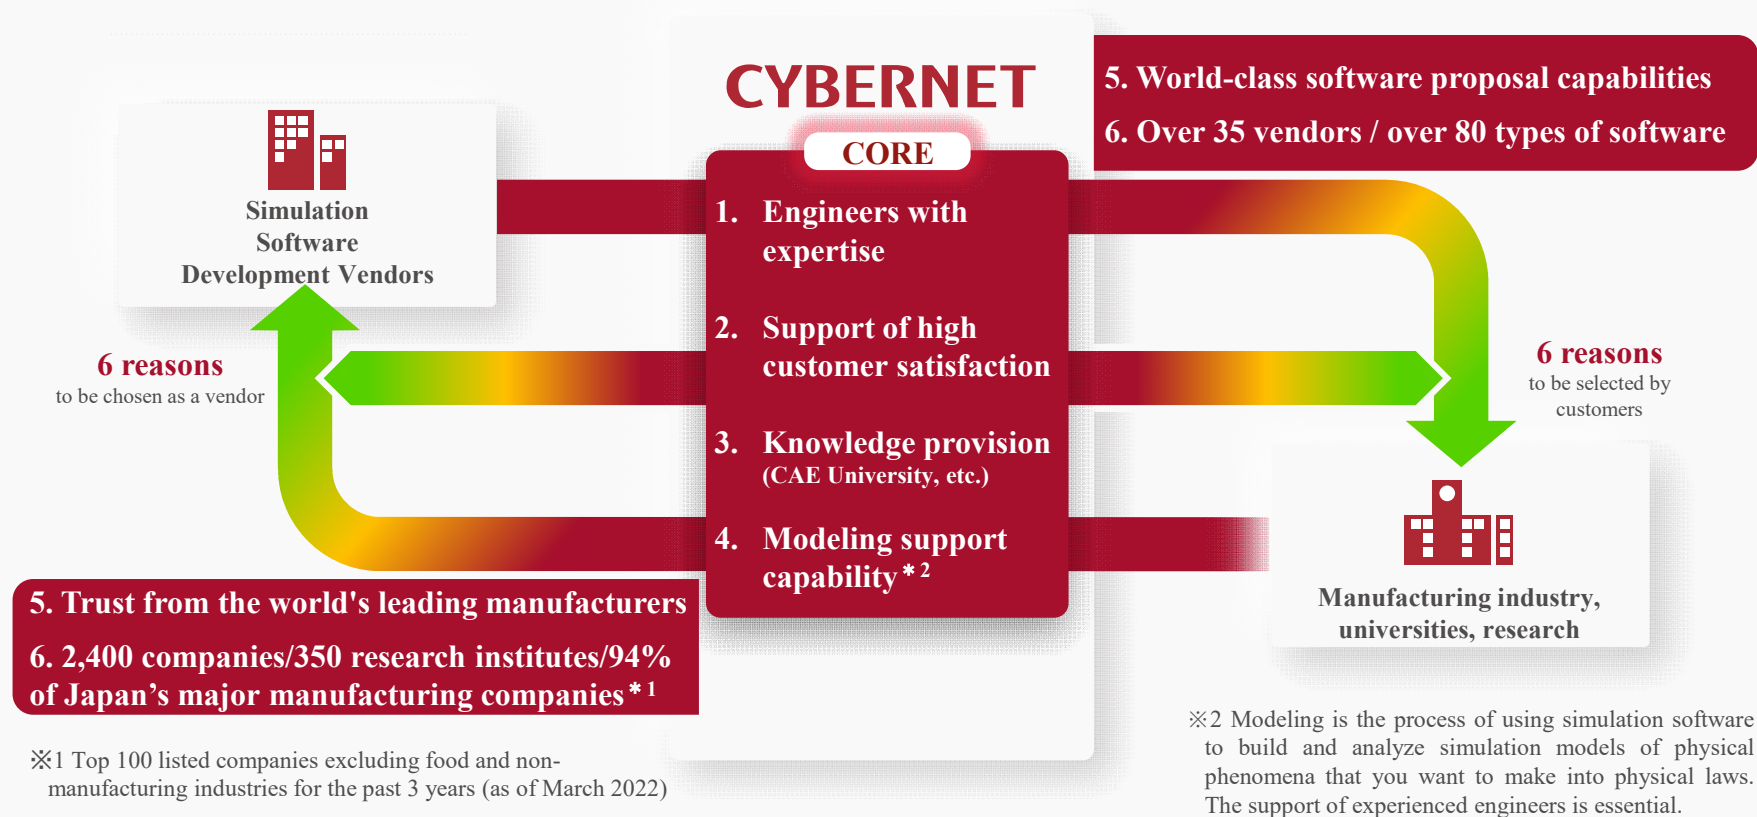 CYBERNET
CORE
1. Engineers with
expertise
2. Support of high
customer satisfaction
3. Knowledge provision
(CAE University, etc.)
4. Modeling support
capability*2
Simulation
Software
Development Vendors
6 reasons
to be chosen as a vendor
5. Trust from the world's leading manufacturers
6. 2,400 companies/350 research institutes/94%
of Japan’s major manufacturing companies*1
※1 Top 100 listed companies excluding food and non-
manufacturing industries for the past 3 years (as of March 2022)
5. World-class software proposal capabilities
6. Over 35 vendors / over 80 types of software
6 reasons
to be selected by
customers
Manufacturing industry,
universities, research
※2 Modeling is the process of using simulation software
to build and analyze simulation models of physical
phenomena that you want to make into physical laws.
The support of experienced engineers is essential.